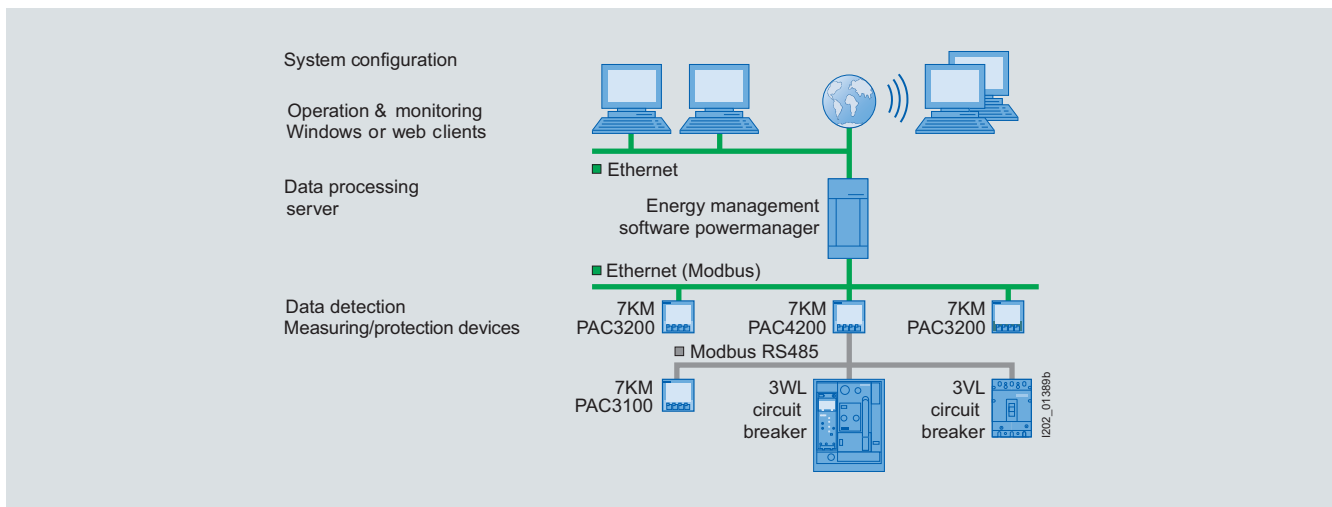 System configuration
Operation & monitoring
Windows or web clients
Ethernet
Data processing
server
Energy management
software powermanager
Ethernet (Modbus)
Data detection
Measuring/protection devices
7KM
PAC3200
7KM
PAC4200
7KM
PAC3200
Modbus RS485
7KM
PAC3100
3WL
circuit
breaker
3VL
circuit
breaker
I202_01389b